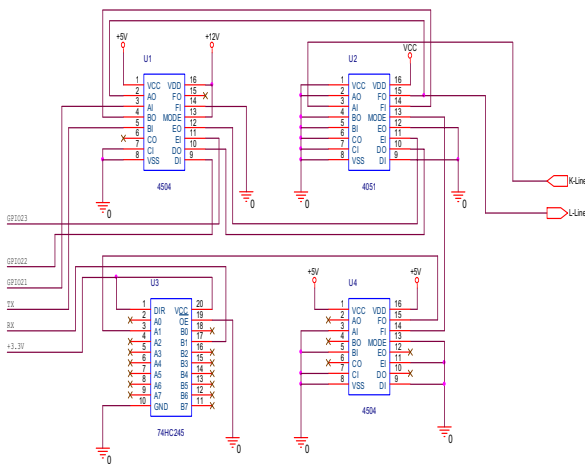 +5V
U1
+12V
1 VCC VDD 16
2 AO FO 15
3 AI FI 14
4 BO MODE 13
5 BI EO 12
6 CO EI 11
7 CI DO 10
8 VSS DI 9
4504
0
0
U2
VCC
1 VCC VDD 16
2 AO FO 15
3 AI FI 14
4 BO MODE 13
5 BI EO 12
6 CO EI 11
7 CI DO 10
8 VSS DI 9
4051
0
0
K-Line
L-Line
GPIO23
GPIO22
GPIO21
TX
RX
+3.3V
U3
1 DIR VCC 20
2 A0 OE 19
3 A1 B0 18
4 A2 B1 17
5 A3 B2 16
6 A4 B3 15
7 A5 B4 14
8 A6 B5 13
9 A7 B6 12
10 GND B7 11
74HC245
0
0
+5V
U4
+5V
1 VCC VDD 16
2 AO FO 15
3 AI FI 14
4 BO MODE 13
5 BI EO 12
6 CO EI 11
7 CI DO 10
8 VSS DI 9
4504
0
0